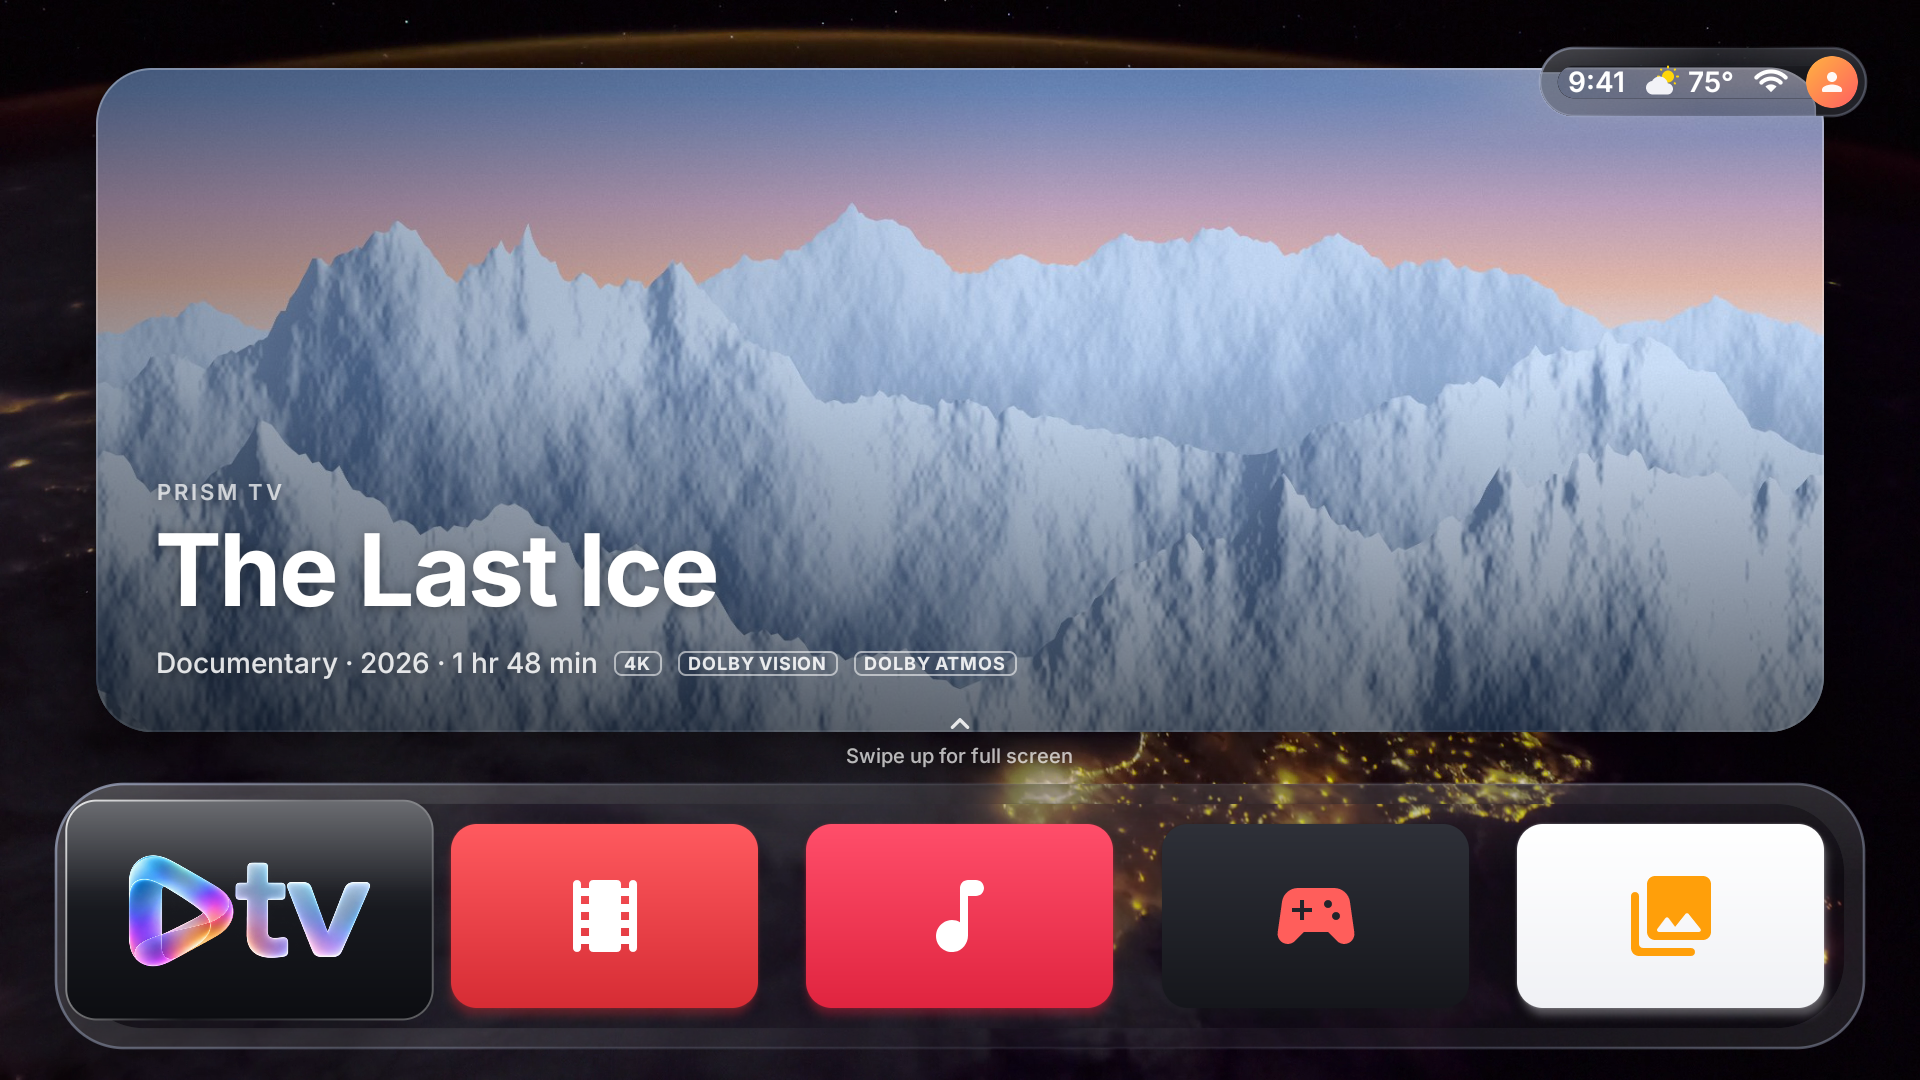 9:41 75°
PRISM TV
The Last Ice
Documentary · 2026 · 1 hr 48 min 4K DOLBY VISION DOLBY ATMOS
Swipe up for full screen
tv